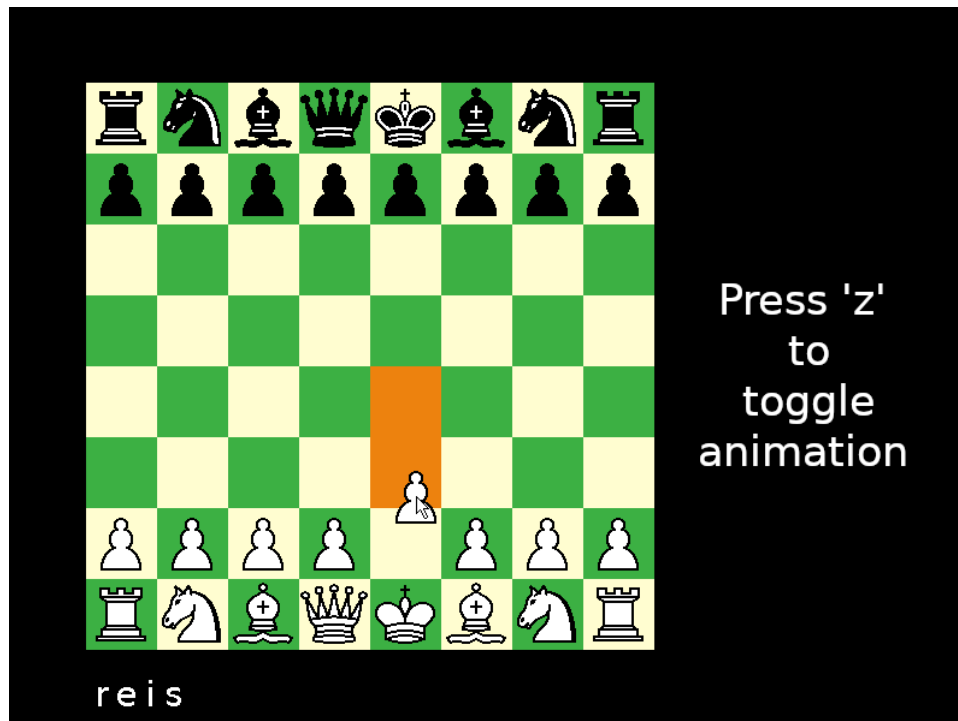 Press 'z'
to
toggle
animation
reis